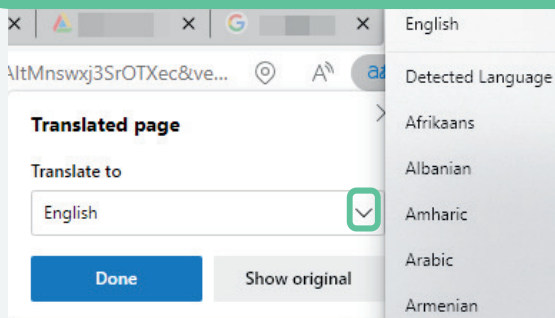 AltMnswxj3SrOTXec&ve...
Translated page
Translate to
English
Done
Show original
English
Detected Language
Afrikaans
Albanian
Amharic
Arabic
Armenian